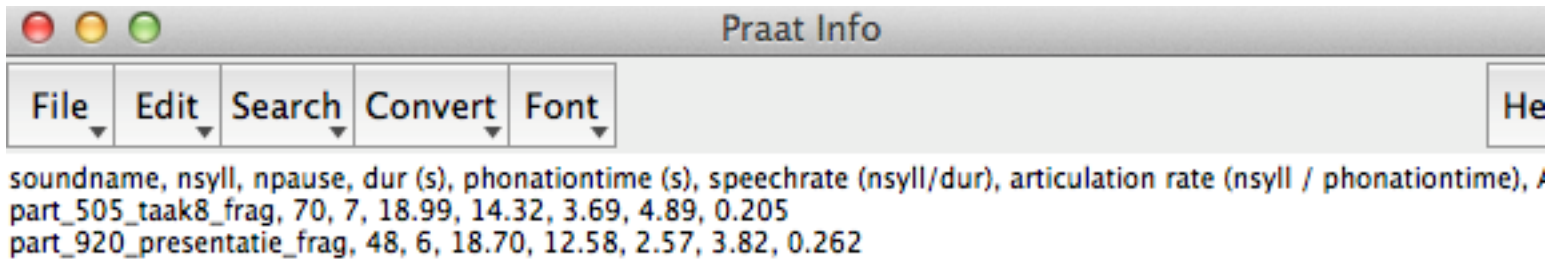 Praat Info
File Edit Search Convert Font He
soundname, nsyll, npause, dur (s), phonationtime (s), speechrate (nsyll/dur), articulation rate (nsyll / phonationtime),
part_505_taak8_frag, 70, 7, 18.99, 14.32, 3.69, 4.89, 0.205
part_920_presentatie_frag, 48, 6, 18.70, 12.58, 2.57, 3.82, 0.262